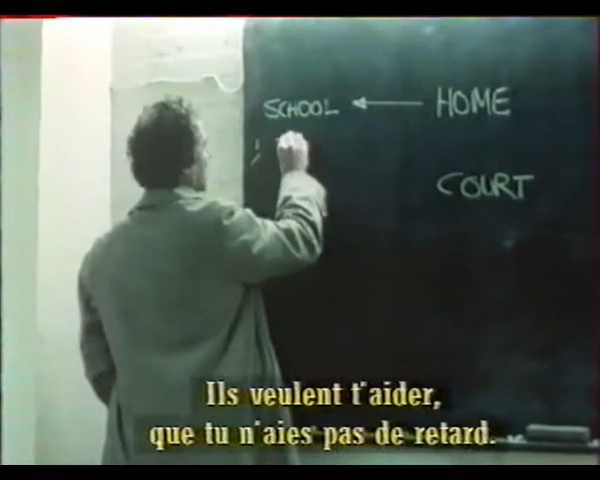 SCHOOL ← HOME
COURT
Ils veulent t'aider,
que tu n'aies pas de retard.